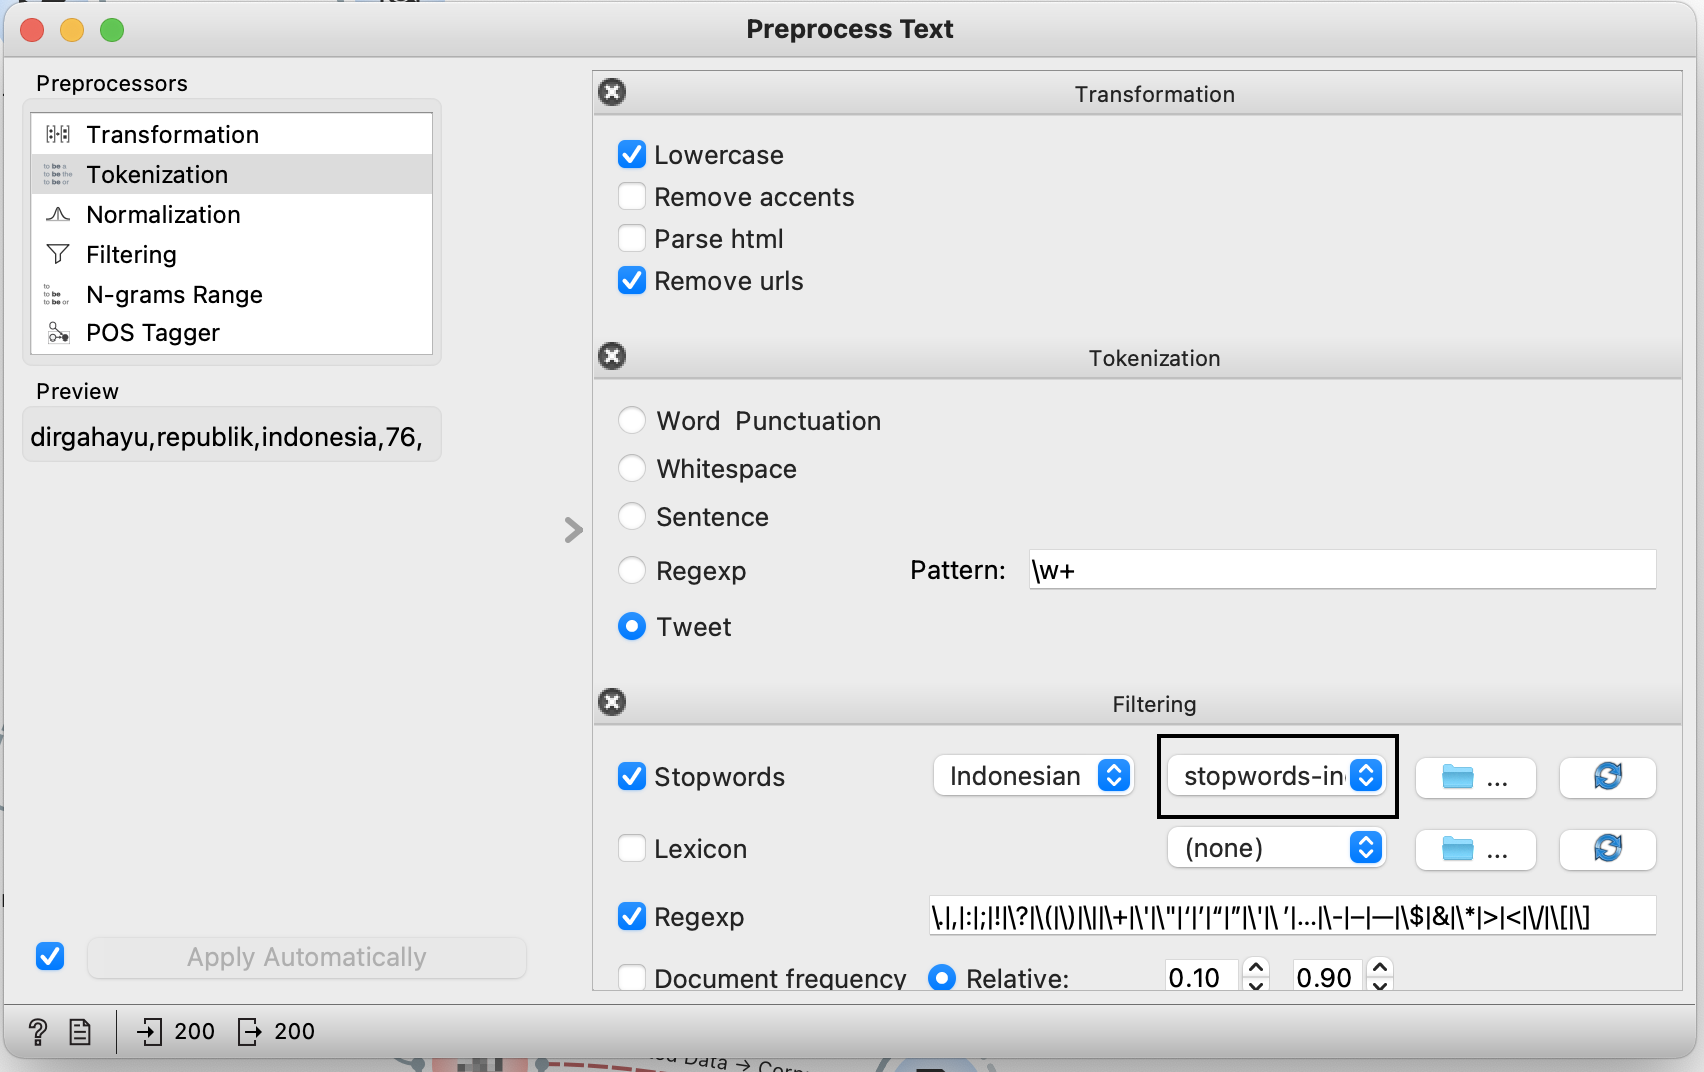 Preprocess Text
Preprocessors
Transformation
Tokenization
Normalization
Filtering
N-grams Range
POS Tagger
Preview
dirgahayu,republik,indonesia,76,
Apply Automatically
200
200
Transformation
Lowercase
Remove accents
Parse html
Remove urls
Tokenization
Word Punctuation
Whitespace
Sentence
Regexp Pattern: \w+
Tweet
Filtering
Stopwords Indonesian stopwords-in ...
Lexicon (none) ...
Regexp \.|,|:|;|!|\?|\(|\)|\||\+|\'|\"|‘|’|“|”|\'|\ ’|…|\-|–|—|\$|&|\*|>|<|\/|\[|\]
Document frequency Relative: 0.10 0.90
Data → Corp